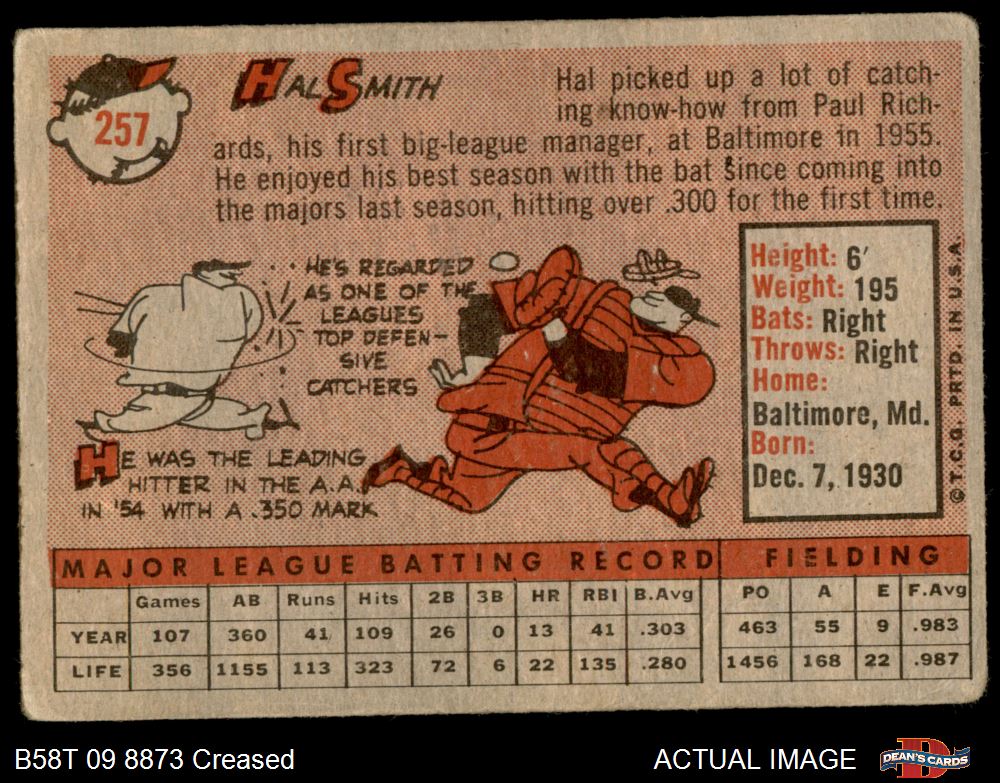 257
HAL SMITH
Hal picked up a lot of catch-
ing know-how from Paul Rich-
ards, his first big-league manager, at Baltimore in 1955.
He enjoyed his best season with the bat since coming into
the majors last season, hitting over .300 for the first time.
HE'S REGARDED
AS ONE OF THE
LEAGUES
TOP DEFEN-
SIVE
CATCHERS
HE WAS THE LEADING
HITTER IN THE A.A.
IN '54 WITH A .350 MARK
Height: 6'
Weight: 195
Bats: Right
Throws: Right
Home:
Baltimore, Md.
Born:
Dec. 7, 1930
© T.C.G. PRTD. IN U.S.A.
MAJOR LEAGUE BATTING RECORD FIELDING
Games AB Runs Hits 2B 3B HR RBI B.Avg PO A E F.Avg
YEAR 107 360 41 109 26 0 13 41 .303 463 55 9 .983
LIFE 356 1155 113 323 72 6 22 135 .280 1456 168 22 .987
B58T 09 8873 Creased
ACTUAL IMAGE
D
DEAN'S CARDS